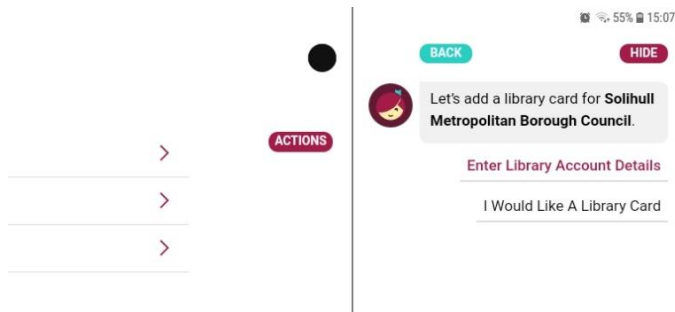 55% 15:07
BACK
HIDE
Let's add a library card for Solihull
Metropolitan Borough Council.
ACTIONS
Enter Library Account Details
I Would Like A Library Card